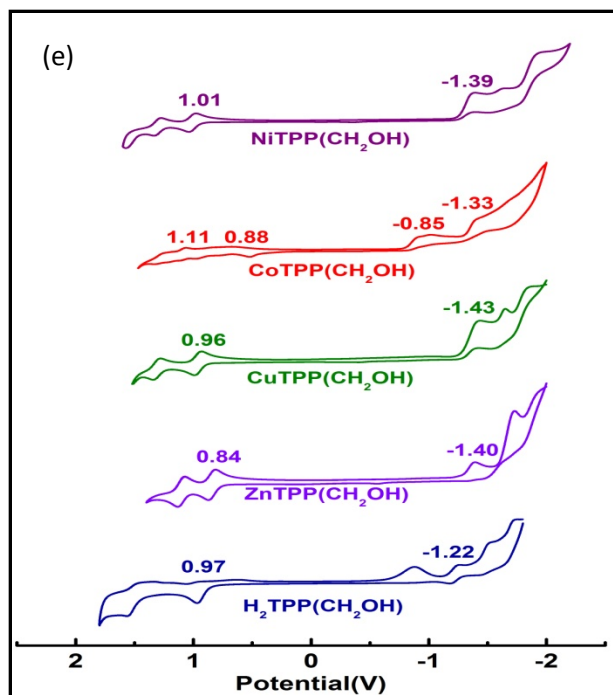 (e)
1.01 -1.39
NiTPP(CH₂OH)
1.11 0.88 -0.85 -1.33
CoTPP(CH₂OH)
0.96 -1.43
CuTPP(CH₂OH)
0.84 -1.40
ZnTPP(CH₂OH)
0.97 -1.22
H₂TPP(CH₂OH)
2 1 0 -1 -2
Potential(V)